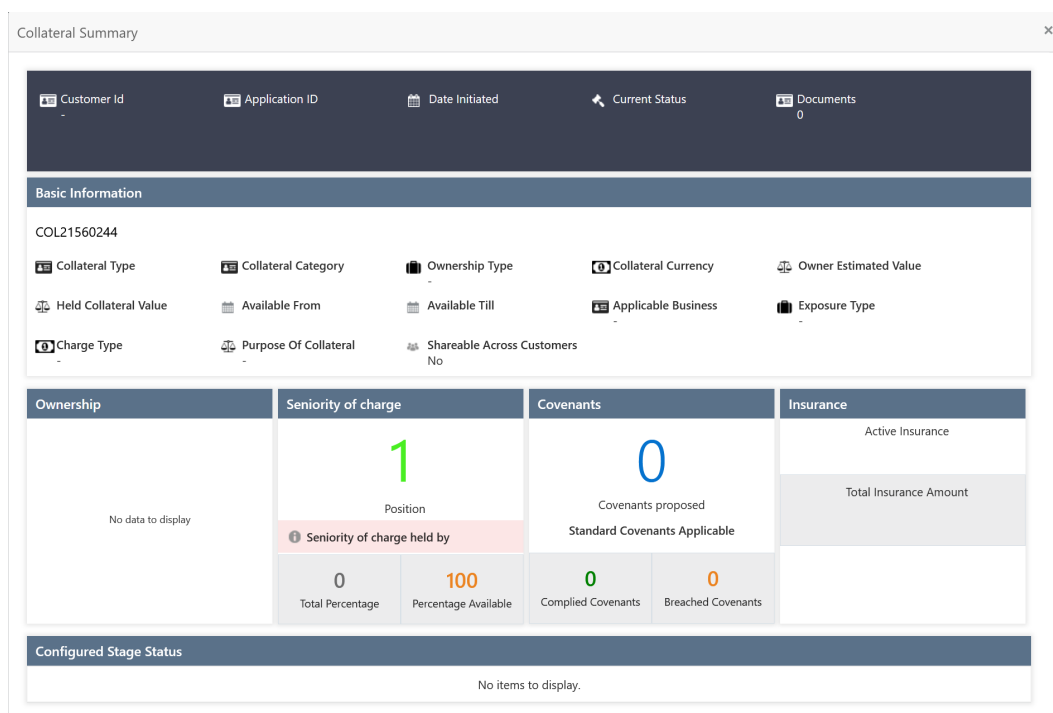 Collateral Summary ×
Customer Id Application ID Date Initiated Current Status Documents
- 0
Basic Information
COL21560244
Collateral Type Collateral Category Ownership Type Collateral Currency Owner Estimated Value
-
Held Collateral Value Available From Available Till Applicable Business Exposure Type
- -
Charge Type Purpose Of Collateral Shareable Across Customers
- - No
Ownership Seniority of charge Covenants Insurance
Active Insurance
1 0
Total Insurance Amount
Position Covenants proposed
No data to display
Standard Covenants Applicable
Seniority of charge held by
0 100 0 0
Total Percentage Percentage Available Complied Covenants Breached Covenants
Configured Stage Status
No items to display.